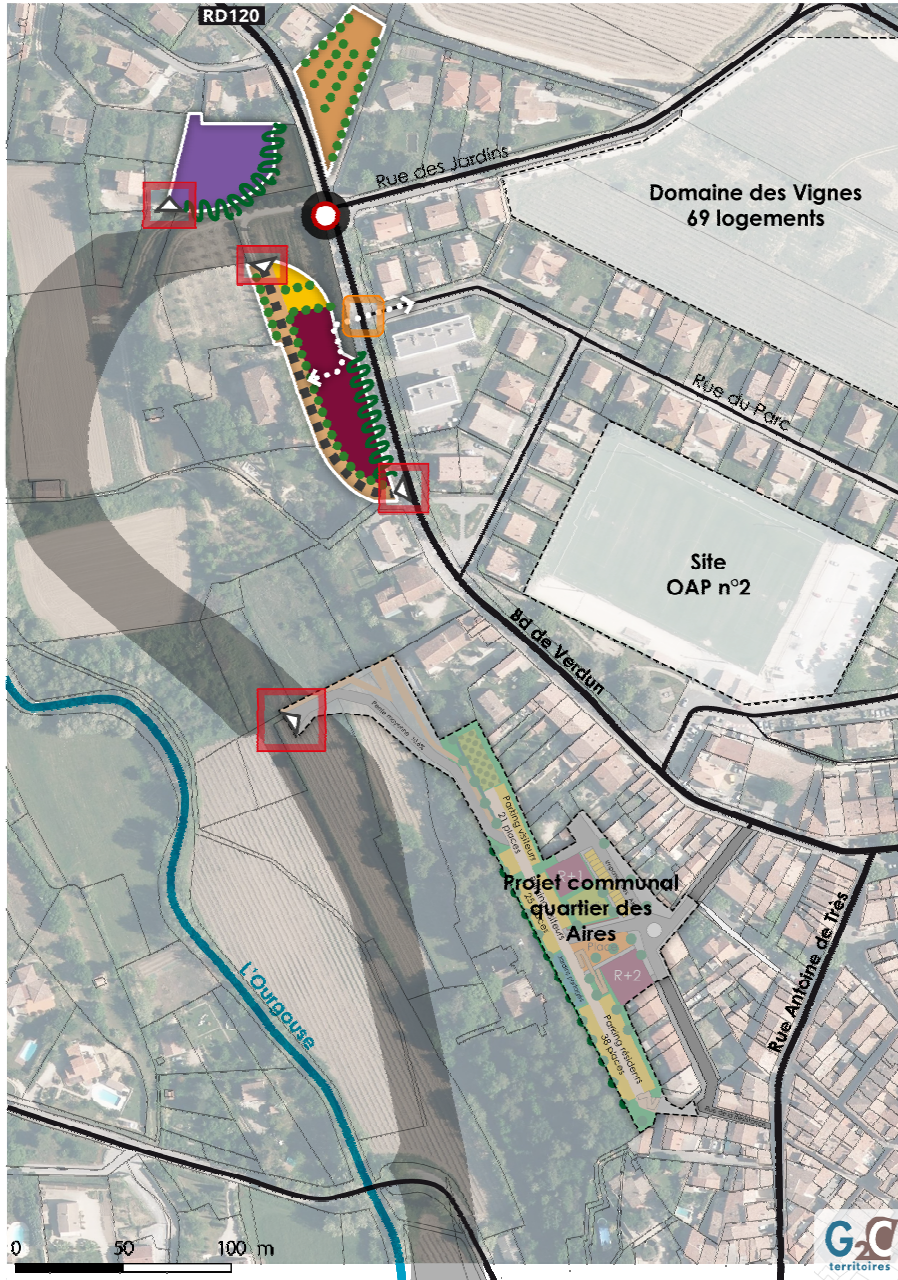 RD120
Rue des Jardins
Domaine des Vignes
69 logements
Rue du Parc
Site
OAP n°2
Bd de Verdun
Pente moyenne
Parking visiteurs
21 places
R+1
Projet communal
quartier des
Aires
R+2
Parking résidents
38 places
Rue Antoine de Très
L'Ourgouse
0 50 100 m
G2C
territoires